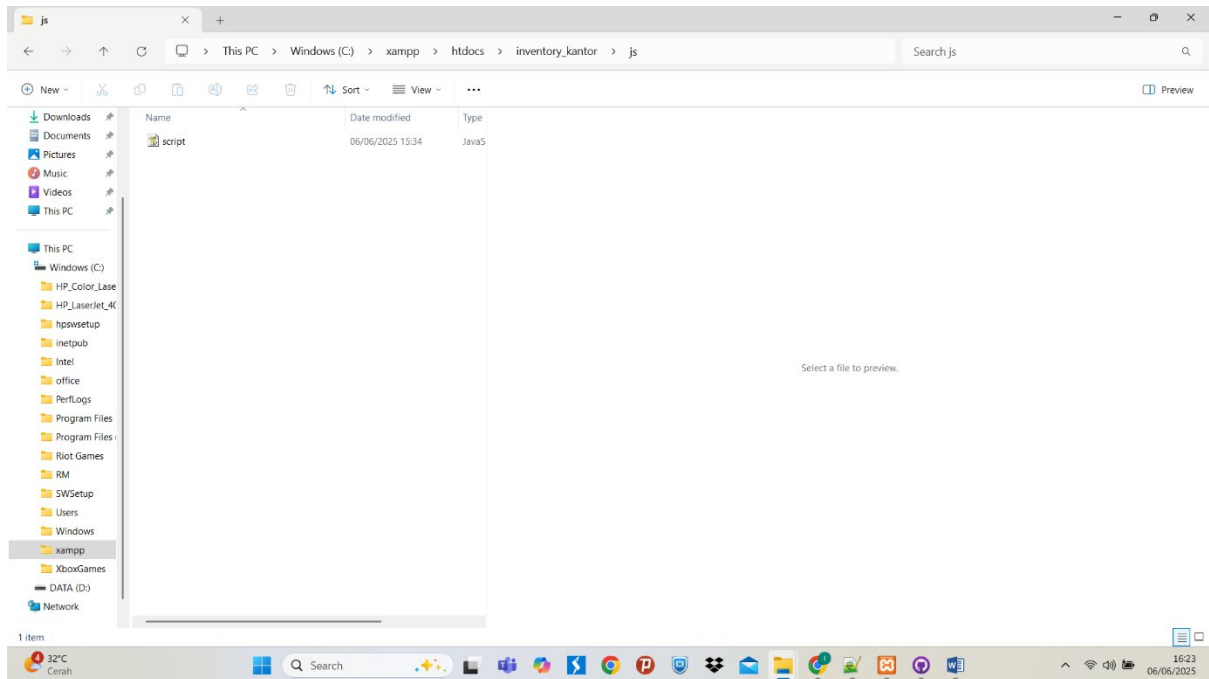 js
This PC > Windows (C:) > xampp > htdocs > inventory_kantor > js
Search js
New
Sort
View
Preview
Downloads
Documents
Pictures
Music
Videos
This PC
This PC
Windows (C:)
HP_Color_Lase
HP_LaserJet_40
hpswsetup
inetpub
Intel
office
PerfLogs
Program Files
Program Files (
Riot Games
RM
SWSetup
Users
Windows
xampp
XboxGames
DATA (D:)
Network
Name Date modified Type
script 06/06/2025 15:34 JavaS
Select a file to preview.
1 item
4
32°C
Cerah
Search
16:23
06/06/2025